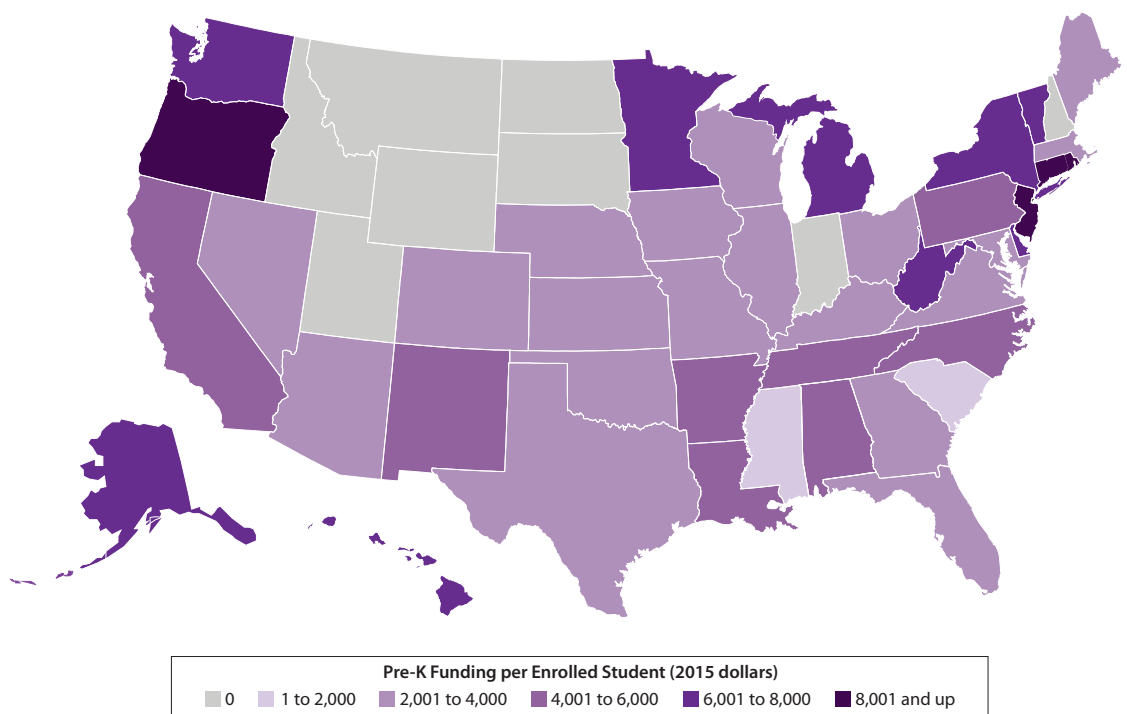 Pre-K Funding per Enrolled Student (2015 dollars)
0 1 to 2,000 2,001 to 4,000 4,001 to 6,000 6,001 to 8,000 8,001 and up